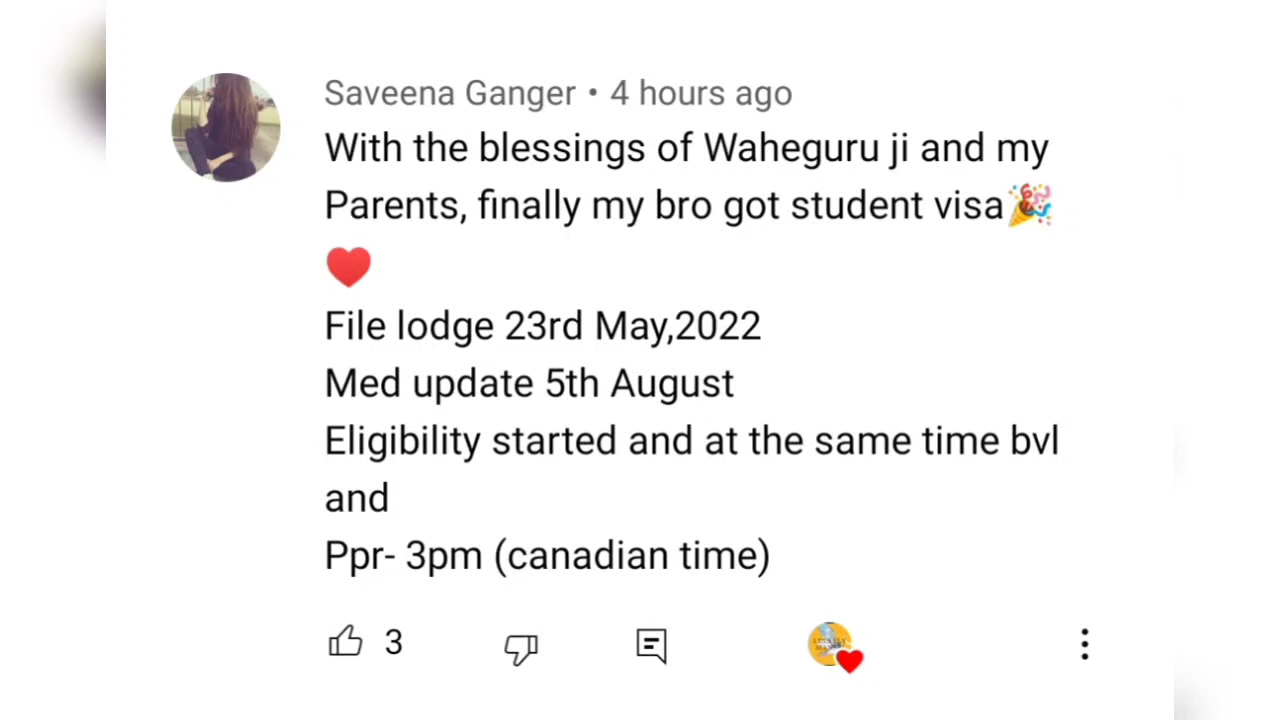 Saveena Ganger • 4 hours ago
With the blessings of Waheguru ji and my
Parents, finally my bro got student visa🎉
❤️
File lodge 23rd May,2022
Med update 5th August
Eligibility started and at the same time bvl
and
Ppr- 3pm (canadian time)
3